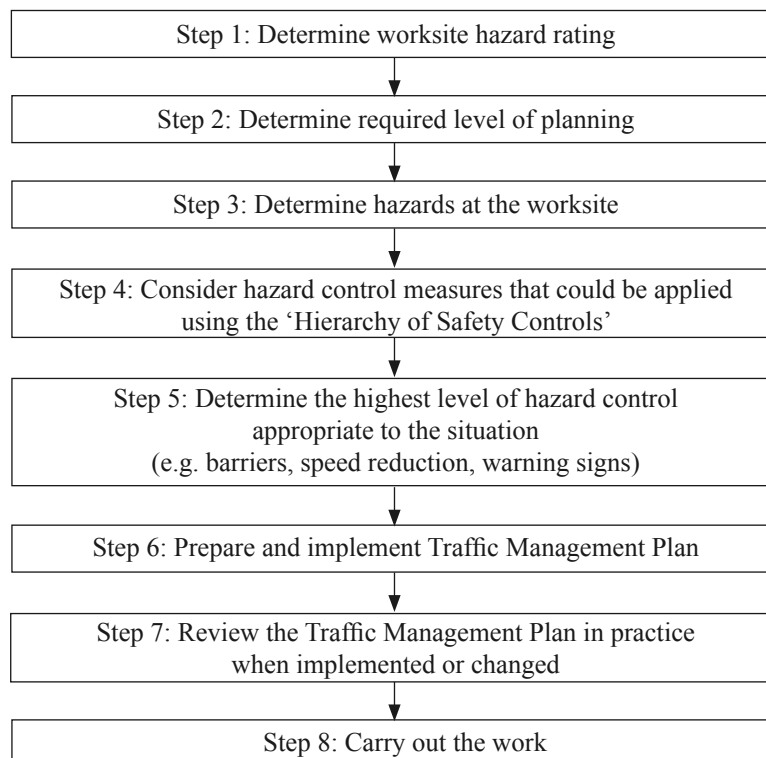 Step 1: Determine worksite hazard rating
Step 2: Determine required level of planning
Step 3: Determine hazards at the worksite
Step 4: Consider hazard control measures that could be applied
using the ‘Hierarchy of Safety Controls’
Step 5: Determine the highest level of hazard control
appropriate to the situation
(e.g. barriers, speed reduction, warning signs)
Step 6: Prepare and implement Traffic Management Plan
Step 7: Review the Traffic Management Plan in practice
when implemented or changed
Step 8: Carry out the work